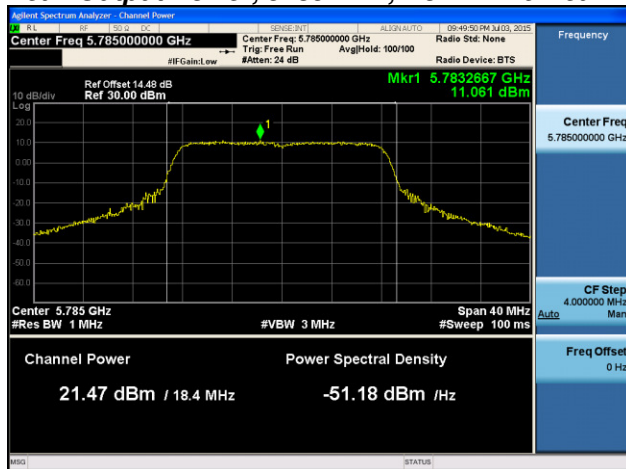 Agilent Spectrum Analyzer - Channel Power
RL RF 50 Ω DC SENSE:INT ALIGN AUTO 09:49:50 PM Jul 03, 2015
Center Freq 5.785000000 GHz
Center Freq: 5.785000000 GHz Radio Std: None
Trig: Free Run Avg|Hold: 100/100
#IFGain:Low #Atten: 24 dB Radio Device: BTS
Frequency
Mkr1 5.7832667 GHz
11.061 dBm
Ref Offset 14.48 dB
10 dB/div Ref 30.00 dBm
Log
20.0
10.0
0.00
-10.0
-20.0
-30.0
-40.0
-50.0
-60.0
1
Center 5.785 GHz Span 40 MHz
#Res BW 1 MHz #VBW 3 MHz #Sweep 100 ms
Channel Power Power Spectral Density
21.47 dBm / 18.4 MHz -51.18 dBm /Hz
Center Freq
5.785000000 GHz
CF Step
4.000000 MHz
Auto Man
Freq Offset
0 Hz
MSG STATUS